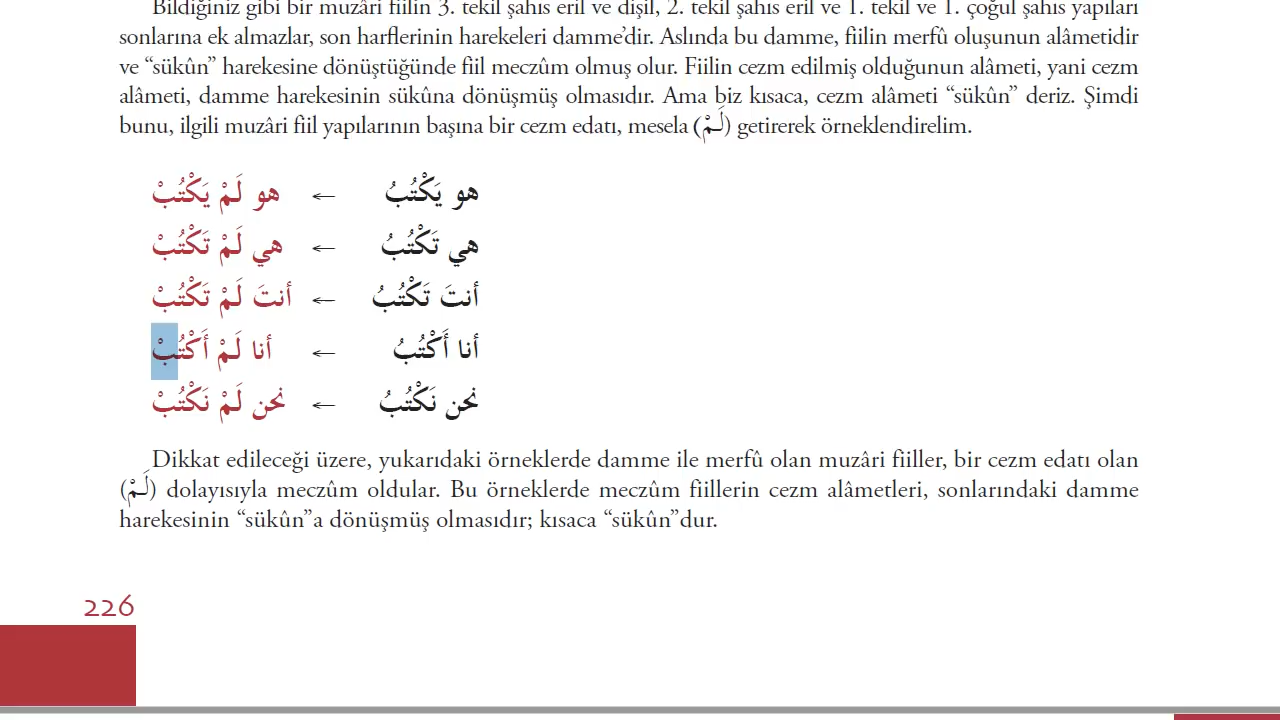 Bildiğiniz gibi bir muzâri fiilin 3. tekil şahıs eril ve dişil, 2. tekil şahıs eril ve 1. tekil ve 1. çoğul şahıs yapıları
sonlarına ek almazlar, son harflerinin harekeleri damme’dir. Aslında bu damme, fiilin merfû oluşunun alâmetidir
ve “sükûn” harekesine dönüştüğünde fiil meczûm olmuş olur. Fiilin cezm edilmiş olduğunun alâmeti, yani cezm
alâmeti, damme harekesinin sükûna dönüşmüş olmasıdır. Ama biz kısaca, cezm alâmeti “sükûn” deriz. Şimdi
bunu, ilgili muzâri fiil yapılarının başına bir cezm edatı, mesela (لَمْ) getirerek örneklendirelim.
هو يَكْتُبُ ← هو لَمْ يَكْتُبْ
هي تَكْتُبُ ← هي لَمْ تَكْتُبْ
أنتَ تَكْتُبُ ← أنتَ لَمْ تَكْتُبْ
أنا أَكْتُبُ ← أنا لَمْ أَكْتُبْ
نحن نَكْتُبُ ← نحن لَمْ نَكْتُبْ
Dikkat edileceği üzere, yukarıdaki örneklerde damme ile merfû olan muzâri fiiller, bir cezm edatı olan
(لَمْ) dolayısıyla meczûm oldular. Bu örneklerde meczûm fiillerin cezm alâmetleri, sonlarındaki damme
harekesinin “sükûn”a dönüşmüş olmasıdır; kısaca “sükûn”dur.
226